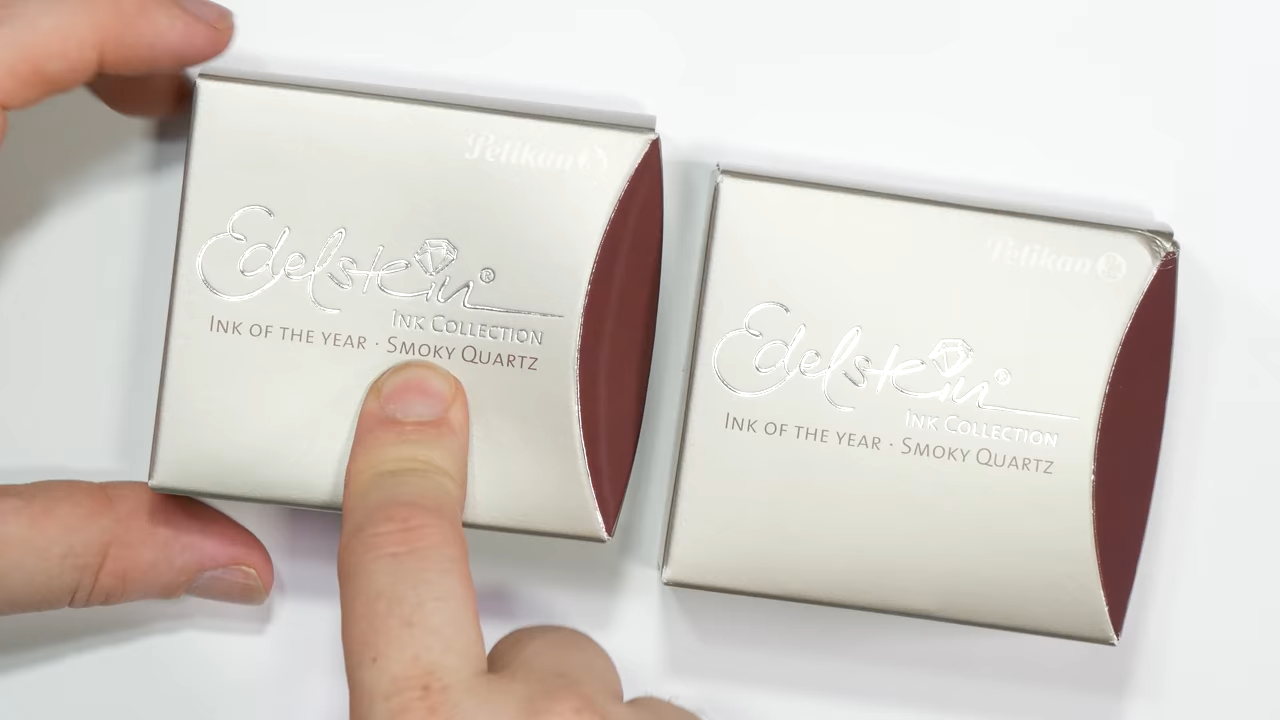 Pelikan
Edelstein®
INK COLLECTION
INK OF THE YEAR · SMOKY QUARTZ
Pelikan
Edelstein®
INK COLLECTION
INK OF THE YEAR · SMOKY QUARTZ